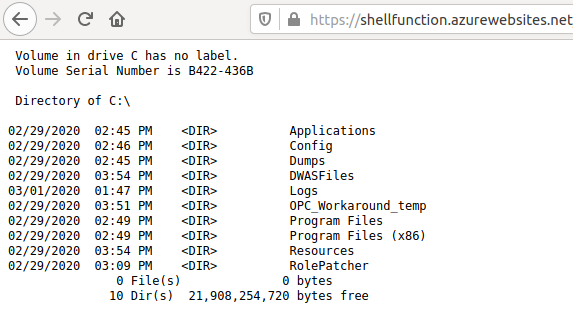 https://shellfunction.azurewebsites.net
Volume in drive C has no label.
Volume Serial Number is B422-436B
Directory of C:\
02/29/2020  02:45 PM    <DIR>          Applications
02/29/2020  02:46 PM    <DIR>          Config
02/29/2020  02:45 PM    <DIR>          Dumps
02/29/2020  03:54 PM    <DIR>          DWASFiles
03/01/2020  01:47 PM    <DIR>          Logs
02/29/2020  03:51 PM    <DIR>          OPC_Workaround_temp
02/29/2020  02:49 PM    <DIR>          Program Files
02/29/2020  02:49 PM    <DIR>          Program Files (x86)
02/29/2020  03:54 PM    <DIR>          Resources
02/29/2020  03:09 PM    <DIR>          RolePatcher
0 File(s)              0 bytes
10 Dir(s)  21,908,254,720 bytes free